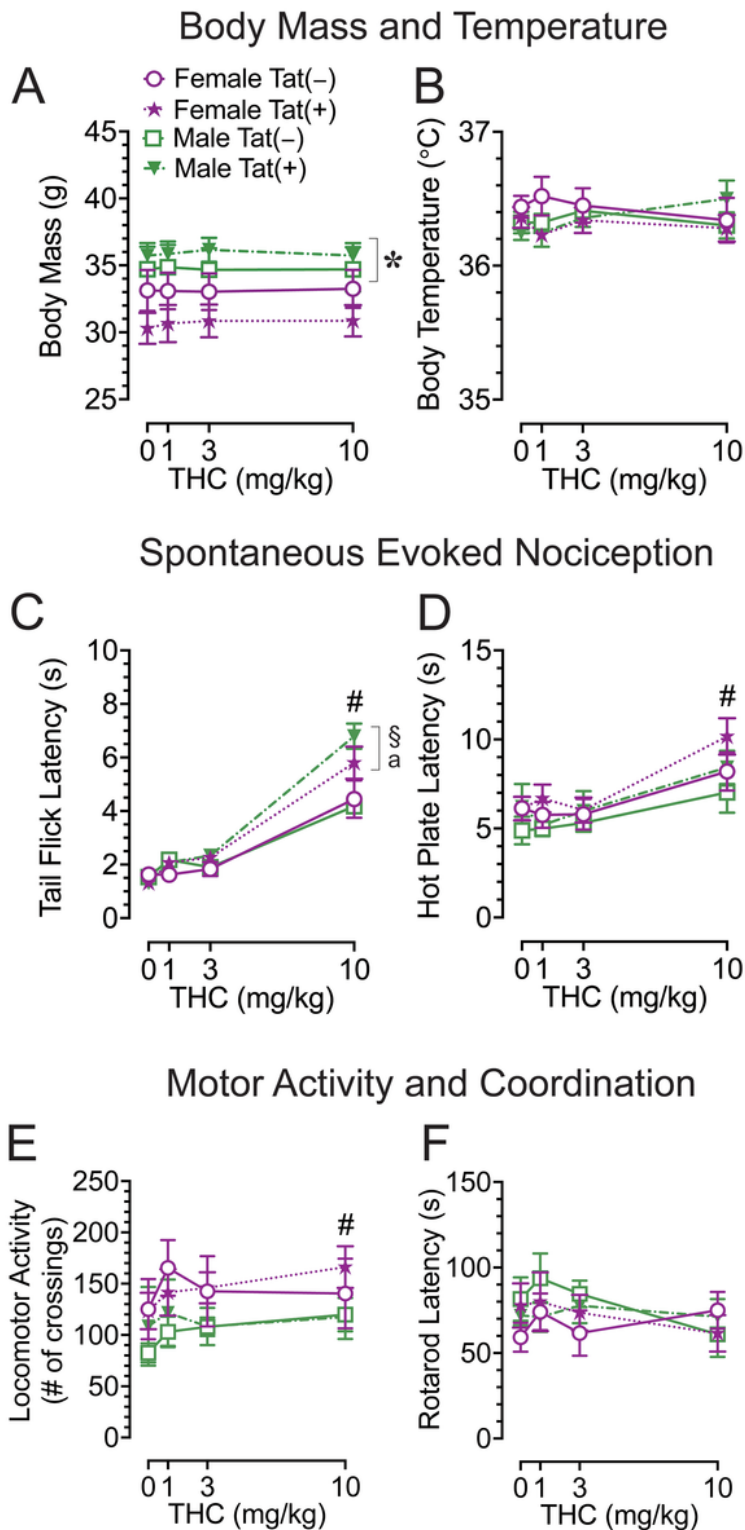 Body Mass and Temperature
A
Female Tat(−)
Female Tat(+)
Male Tat(−)
Male Tat(+)
Body Mass (g)
45
40
35
30
25
*
0 1 3 10
THC (mg/kg)
B
Body Temperature (°C)
37
36
35
0 1 3 10
THC (mg/kg)
Spontaneous Evoked Nociception
C
Tail Flick Latency (s)
10
8
6
4
2
0
#
§
a
0 1 3 10
THC (mg/kg)
D
Hot Plate Latency (s)
15
10
5
0
#
0 1 3 10
THC (mg/kg)
Motor Activity and Coordination
E
Locomotor Activity
(# of crossings)
250
200
150
100
50
0
#
0 1 3 10
THC (mg/kg)
F
Rotarod Latency (s)
150
100
50
0
0 1 3 10
THC (mg/kg)